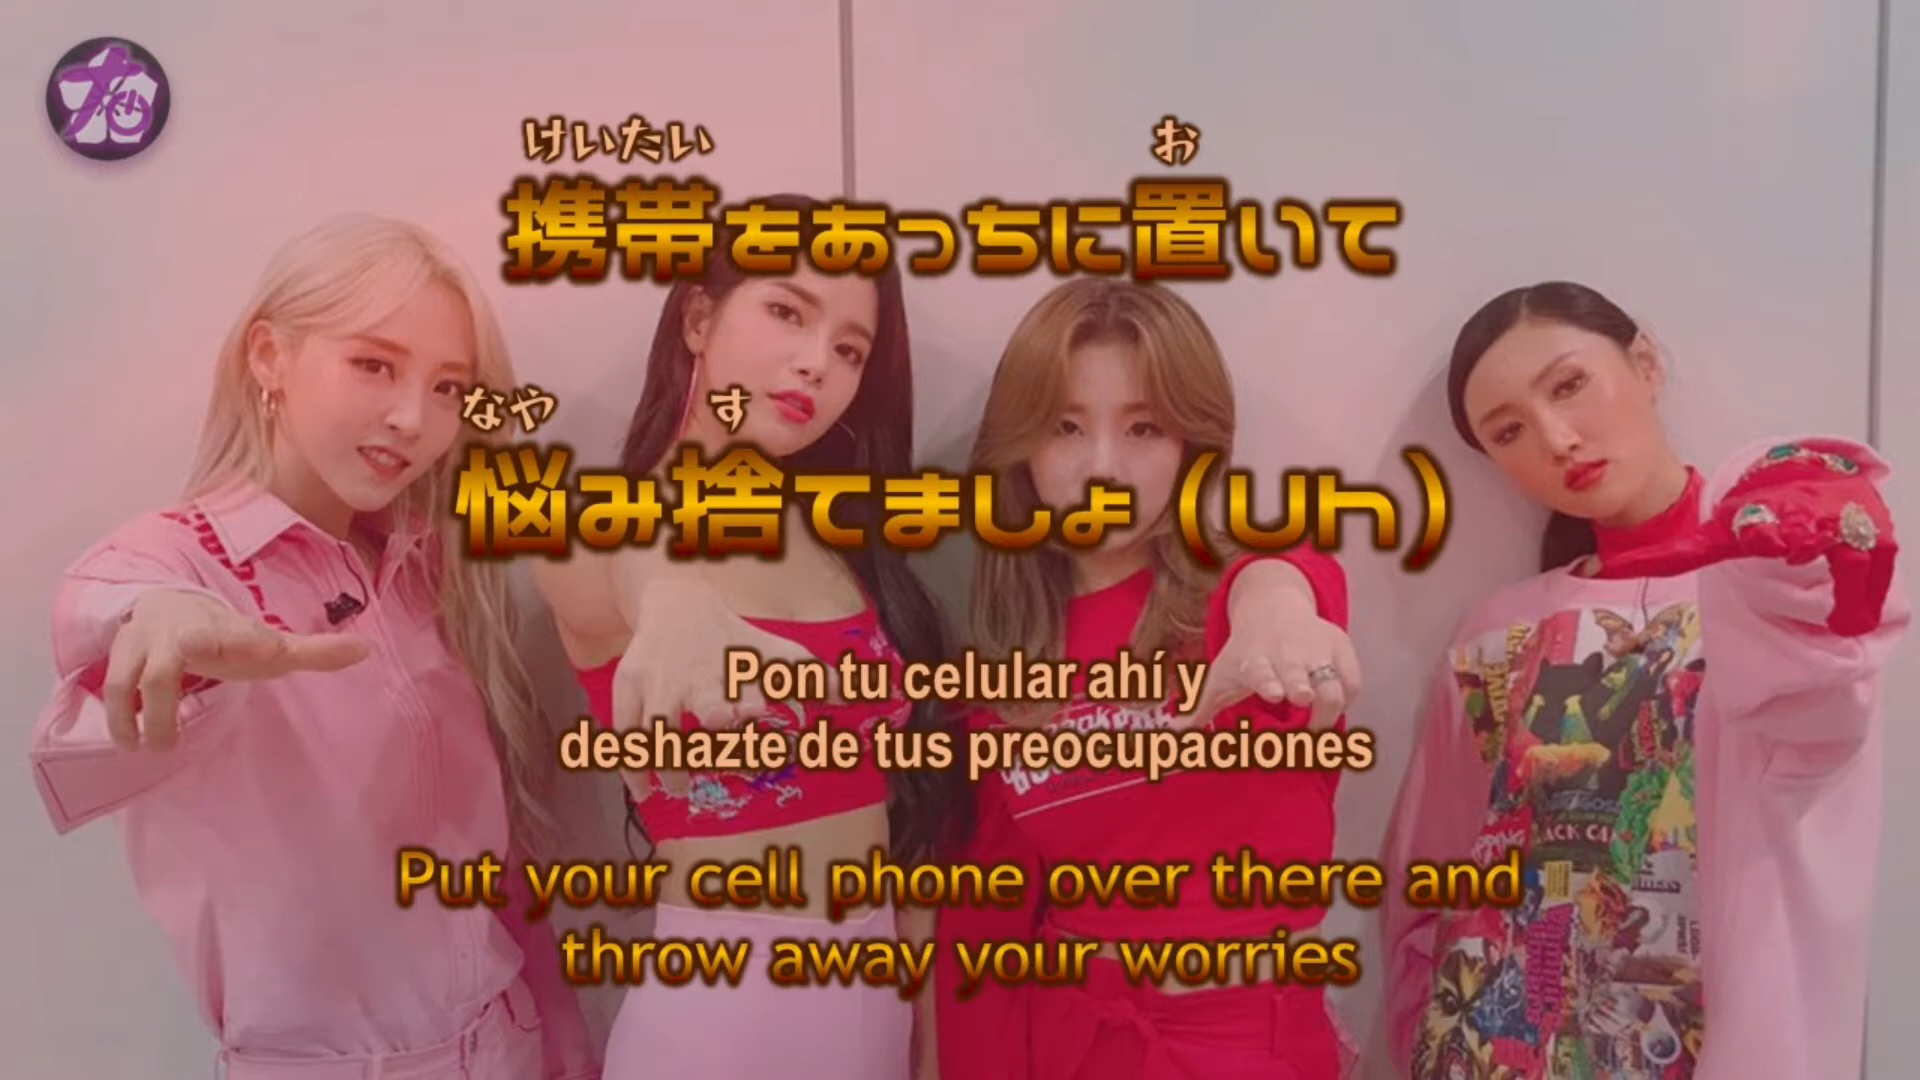 けいたい お
携帯をあっちに置いて
なや す
悩み捨てましょ (Uh)
Pon tu celular ahí y
deshazte de tus preocupaciones
Put your cell phone over there and
throw away your worries